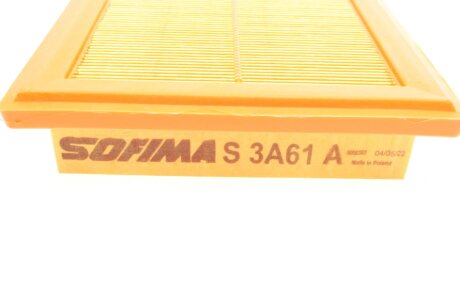 SOFIMA S 3A61 A 04/05/22
Made in Poland